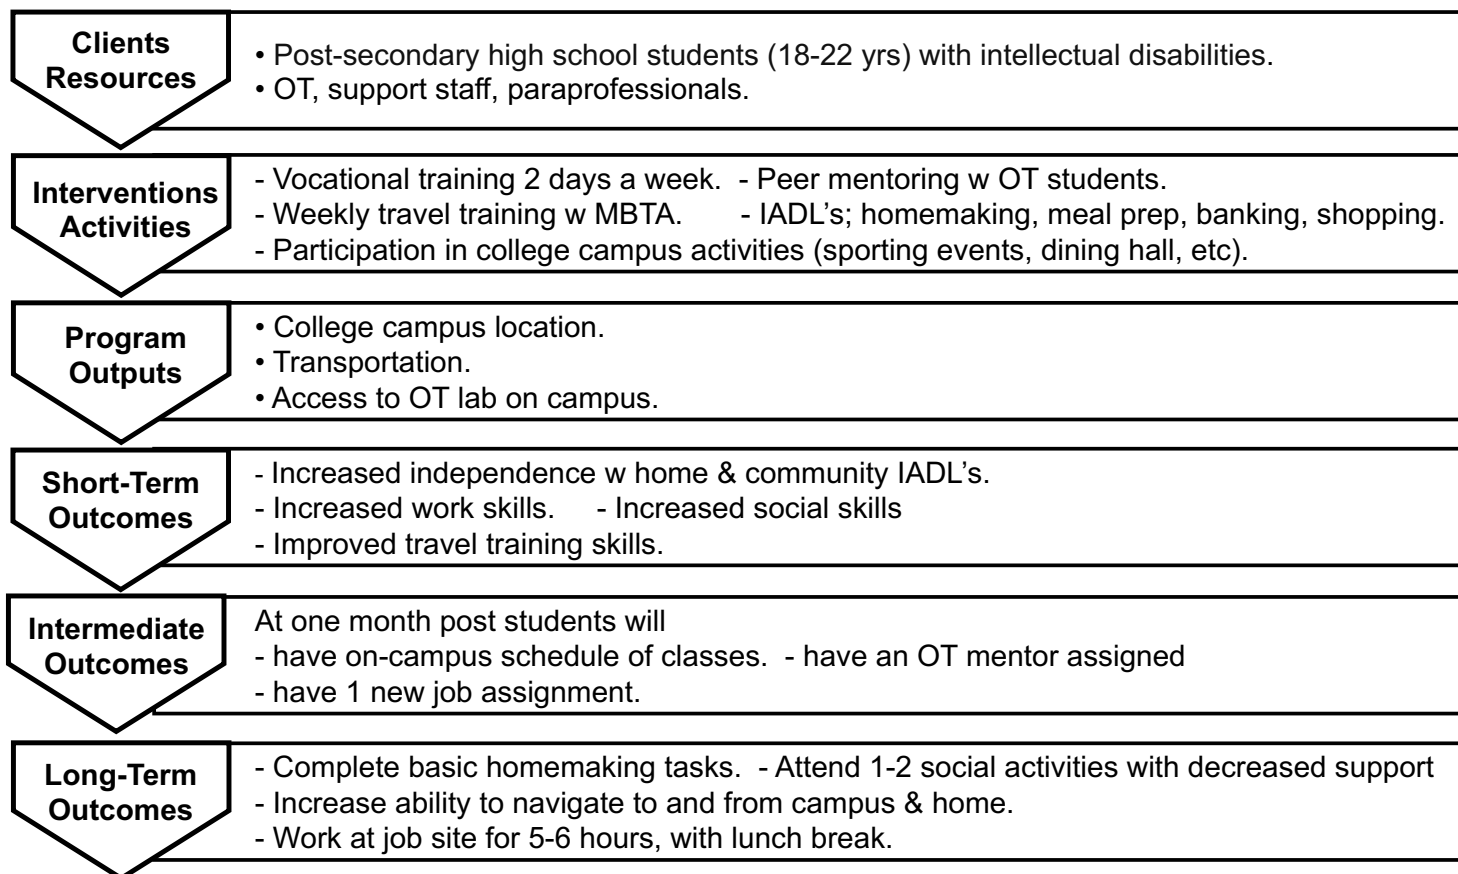 Clients
Resources
• Post-secondary high school students (18-22 yrs) with intellectual disabilities.
• OT, support staff, paraprofessionals.
Interventions
Activities
- Vocational training 2 days a week. - Peer mentoring w OT students.
- Weekly travel training w MBTA. - IADL's; homemaking, meal prep, banking, shopping.
- Participation in college campus activities (sporting events, dining hall, etc).
Program
Outputs
• College campus location.
• Transportation.
• Access to OT lab on campus.
Short-Term
Outcomes
- Increased independence w home & community IADL's.
- Increased work skills. - Increased social skills
- Improved travel training skills.
Intermediate
Outcomes
At one month post students will
- have on-campus schedule of classes. - have an OT mentor assigned
- have 1 new job assignment.
Long-Term
Outcomes
- Complete basic homemaking tasks. - Attend 1-2 social activities with decreased support
- Increase ability to navigate to and from campus & home.
- Work at job site for 5-6 hours, with lunch break.